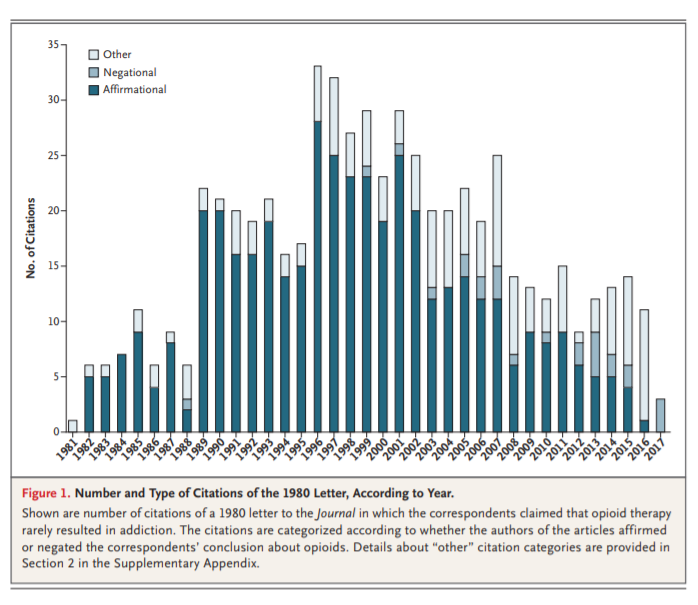 35
Other
Negational
Affirmational
30
25
20
15
10
5
0
No. of Citations
1981 1982 1983 1984 1985 1986 1987 1988 1989 1990 1991 1992 1993 1994 1995 1996 1997 1998 1999 2000 2001 2002 2003 2004 2005 2006 2007 2008 2009 2010 2011 2012 2013 2014 2015 2016 2017
Figure 1. Number and Type of Citations of the 1980 Letter, According to Year.
Shown are number of citations of a 1980 letter to the Journal in which the correspondents claimed that opioid therapy
rarely resulted in addiction. The citations are categorized according to whether the authors of the articles affirmed
or negated the correspondents’ conclusion about opioids. Details about “other” citation categories are provided in
Section 2 in the Supplementary Appendix.